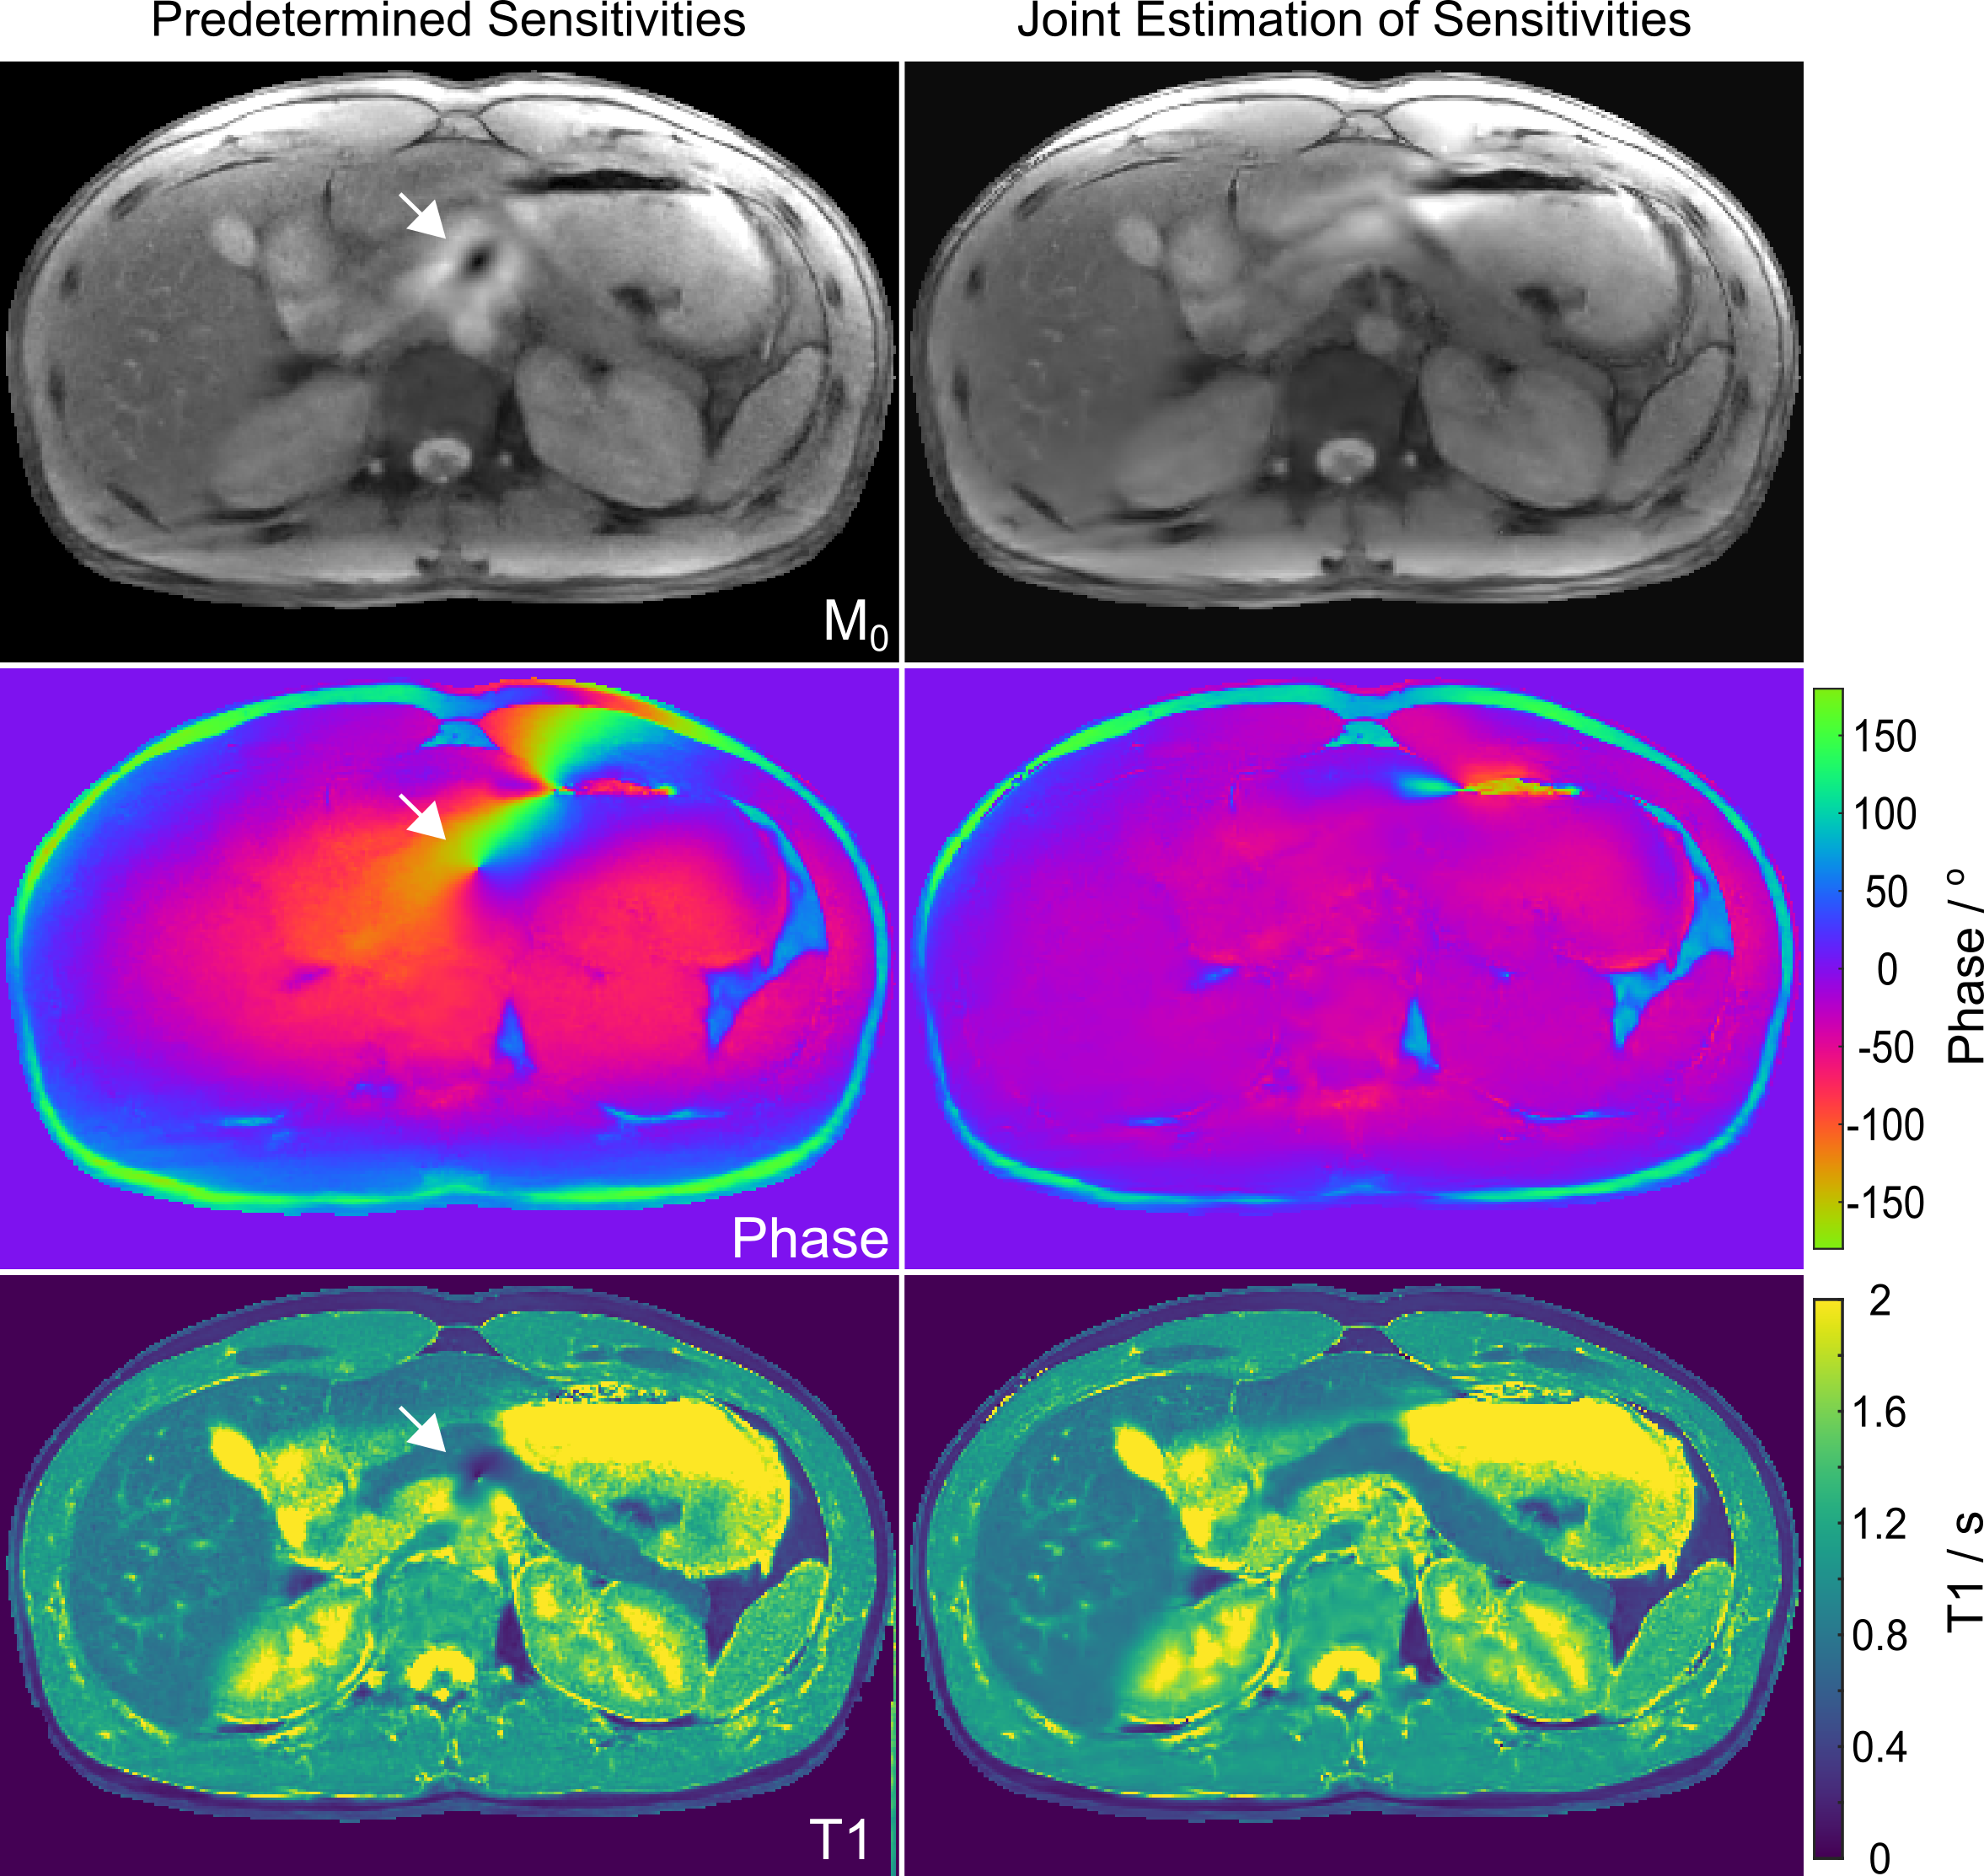 Predetermined Sensitivities
Joint Estimation of Sensitivities
M₀
150
100
50
0
-50
-100
-150
Phase / °
Phase
2
1.6
1.2
0.8
0.4
0
T1 / s
T1